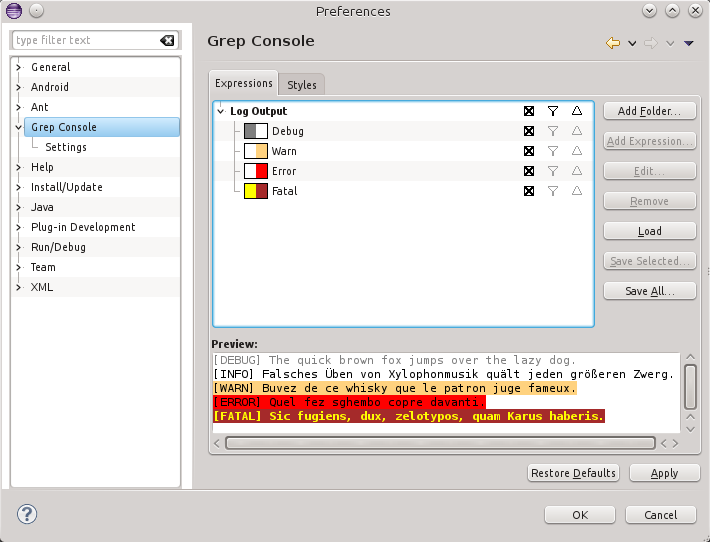 Preferences
type filter text
General
Android
Ant
Grep Console
Settings
Help
Install/Update
Java
Plug-in Development
Run/Debug
Team
XML
Grep Console
Expressions
Styles
Log Output
Debug
Warn
Error
Fatal
Add Folder...
Add Expression...
Edit...
Remove
Load
Save Selected...
Save All...
Preview:
[DEBUG] The quick brown fox jumps over the lazy dog.
[INFO] Falsches Üben von Xylophonmusik quält jeden größeren Zwerg.
[WARN] Buvez de ce whisky que le patron juge fameux.
[ERROR] Quel fez sghembo copre davanti.
[FATAL] Sic fugiens, dux, zelotypos, quam Karus haberis.
Restore Defaults
Apply
?
OK
Cancel